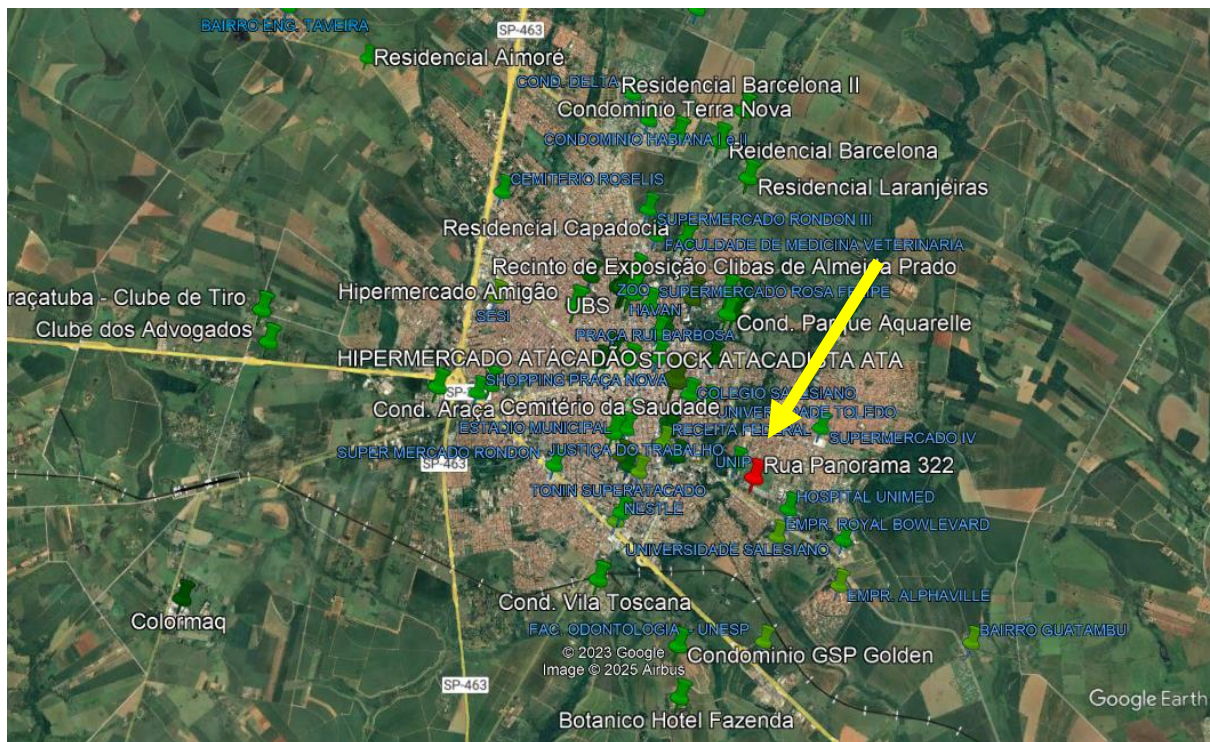 BAIRRO ENG. TAVEIRA
SP-463
Residencial Aimoré
COND. DELTA
Residencial Barcelona II
Condominio Terra Nova
CONDOMINIO HABIANA I e II
Reidencial Barcelona
CEMITERIO ROSELIS
Residencial Laranjeiras
SUPERMERCADO RONDON III
Residencial Capadocia
FACULDADE DE MEDICINA VETERINARIA
Recinto de Exposição Clibas de Almeira Prado
Hipermercado Amigão
ZOO
SUPERMERCADO ROSA FELIPE
raçatuba - Clube de Tiro
UBS
HAVAN
SESI
Cond. Parque Aquarelle
Clube dos Advogados
PRAÇA RUI BARBOSA
HIPERMERCADO ATACADÃO
STOCK ATACADISTA ATA
SHOPPING PRAÇA NOVA
COLEGIO SALESIANO
Cond. Araça
Cemitério da Saudade
UNIVERSIDADE TOLEDO
ESTADIO MUNICIPAL
RECEITA FEDERAL
SUPERMERCADO IV
SUPER MERCADO RONDON
JUSTIÇA DO TRABALHO
SP-463
UNIP
Rua Panorama 322
TONIN SUPERATACADO
HOSPITAL UNIMED
NESTLE
EMPR. ROYAL BOWLEVARD
UNIVERSIDADE SALESIANO
Cond. Vila Toscana
EMPR. ALPHAVILLE
Colormaq
FAC. ODONTOLOGIA - UNESP
BAIRRO GUATAMBU
© 2023 Google
Image © 2025 Airbus
Condominio GSP Golden
SP-463
Google Earth
Botanico Hotel Fazenda